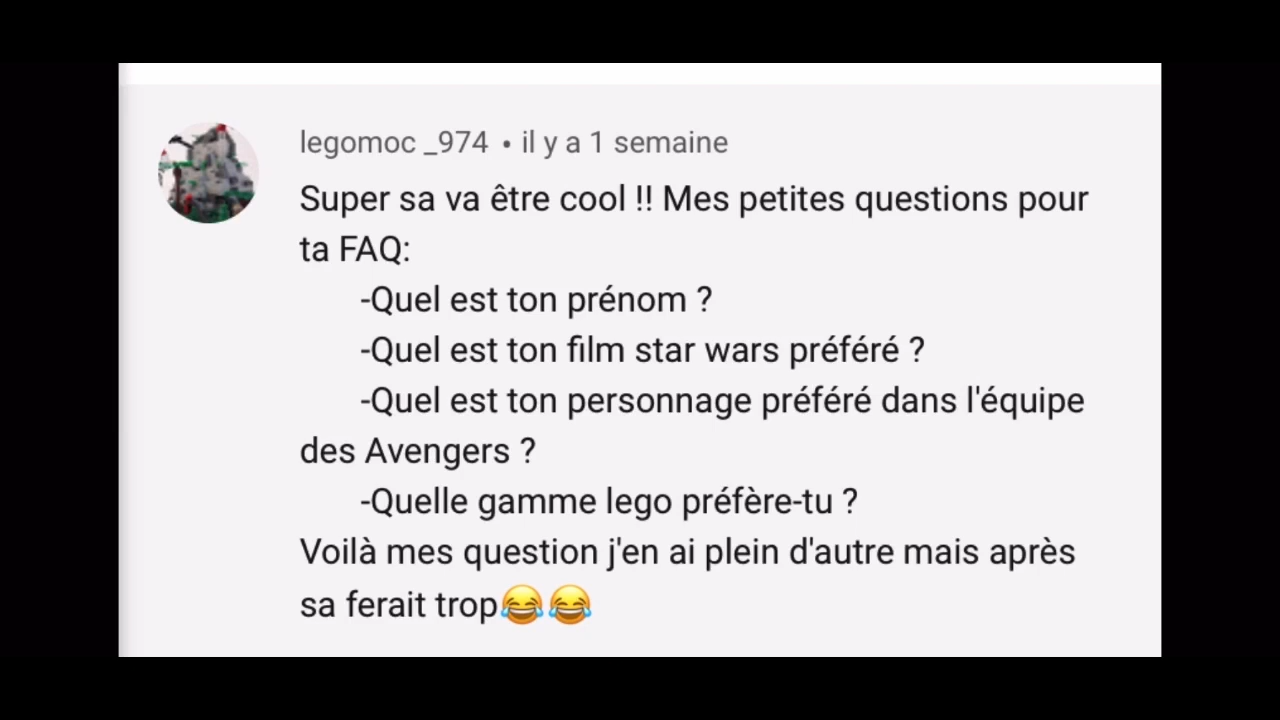 legomoc _974 • il y a 1 semaine
Super sa va être cool !! Mes petites questions pour
ta FAQ:
-Quel est ton prénom ?
-Quel est ton film star wars préféré ?
-Quel est ton personnage préféré dans l'équipe
des Avengers ?
-Quelle gamme lego préfère-tu ?
Voilà mes question j'en ai plein d'autre mais après
sa ferait trop😂😂